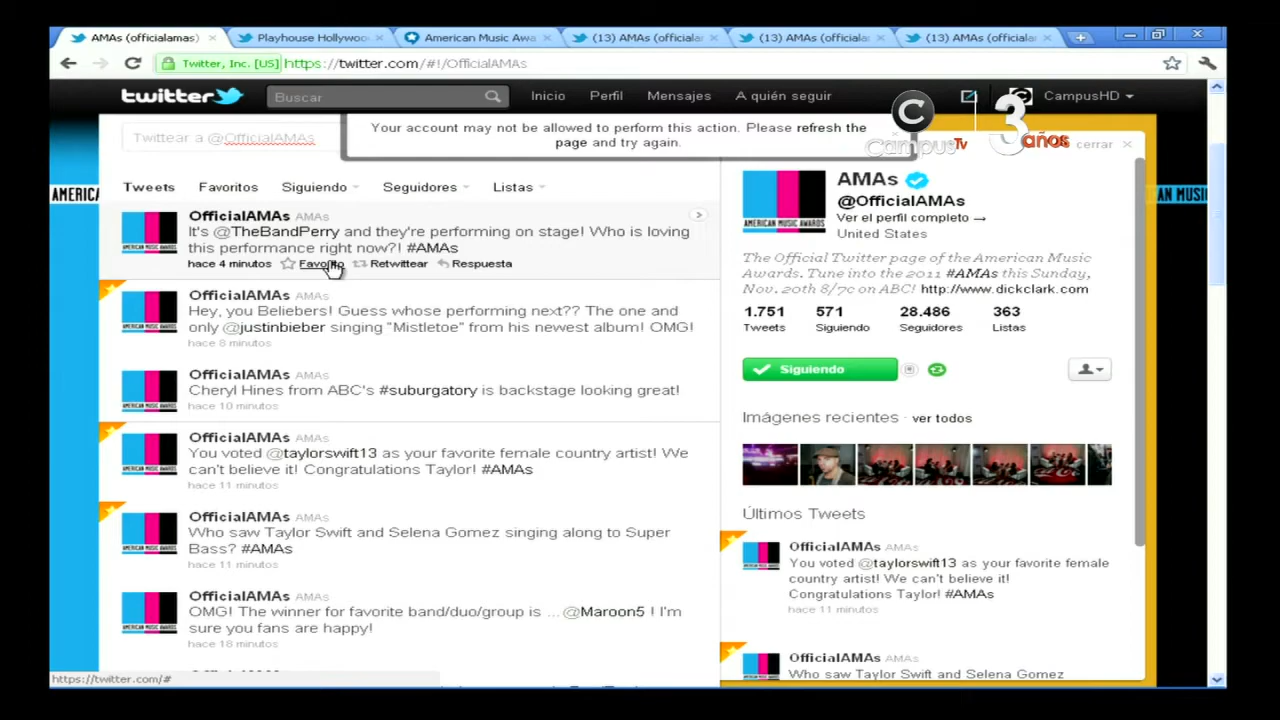 AMAs (officialamas)
Playhouse Hollywoo
American Music Awa
(13) AMAs (official
(13) AMAs (official
(13) AMAs (official
Twitter, Inc. [US]
https://twitter.com/#!/OfficialAMAs
twitter
Buscar
Inicio
Perfil
Mensajes
A quién seguir
CampusHD
Twittear a @OfficialAMAs
Your account may not be allowed to perform this action. Please refresh the
page and try again.
C
CampusTv
3
años
cerrar
Tweets
Favoritos
Siguiendo
Seguidores
Listas
AMERICAN
OfficialAMAs AMAs
It's @TheBandPerry and they're performing on stage! Who is loving
this performance right now?! #AMAs
hace 4 minutos
Favorito
Retwittear
Respuesta
OfficialAMAs AMAs
Hey, you Beliebers! Guess whose performing next?? The one and
only @justinbieber singing "Mistletoe" from his newest album! OMG!
hace 8 minutos
OfficialAMAs AMAs
Cheryl Hines from ABC's #suburgatory is backstage looking great!
hace 10 minutos
OfficialAMAs AMAs
You voted @taylorswift13 as your favorite female country artist! We
can't believe it! Congratulations Taylor! #AMAs
hace 11 minutos
OfficialAMAs AMAs
Who saw Taylor Swift and Selena Gomez singing along to Super
Bass? #AMAs
hace 11 minutos
OfficialAMAs AMAs
OMG! The winner for favorite band/duo/group is ...@Maroon5 ! I'm
sure you fans are happy!
hace 18 minutos
https://twitter.com/#
AMERICAN MUSIC AWARDS
AMAs
@OfficialAMAs
Ver el perfil completo →
United States
The Official Twitter page of the American Music
Awards. Tune into the 2011 #AMAs this Sunday,
Nov. 20th 8/7c on ABC! http://www.dickclark.com
1.751
Tweets
571
Siguiendo
28.486
Seguidores
363
Listas
Siguiendo
Imágenes recientes · ver todos
Últimos Tweets
OfficialAMAs AMAs
You voted @taylorswift13 as your favorite female
country artist! We can't believe it!
Congratulations Taylor! #AMAs
hace 11 minutos
OfficialAMAs AMAs
Who saw Taylor Swift and Selena Gomez